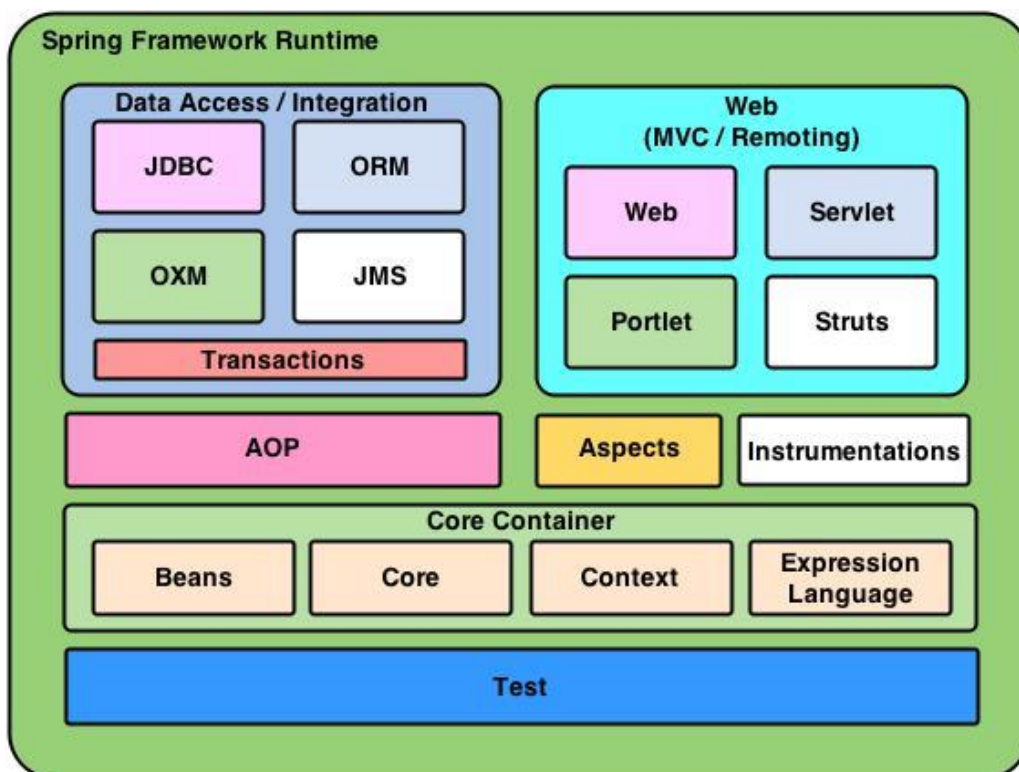 Spring Framework Runtime
Data Access / Integration
JDBC
ORM
OXM
JMS
Transactions
Web
(MVC / Remoting)
Web
Servlet
Portlet
Struts
AOP
Aspects
Instrumentations
Core Container
Beans
Core
Context
Expression
Language
Test